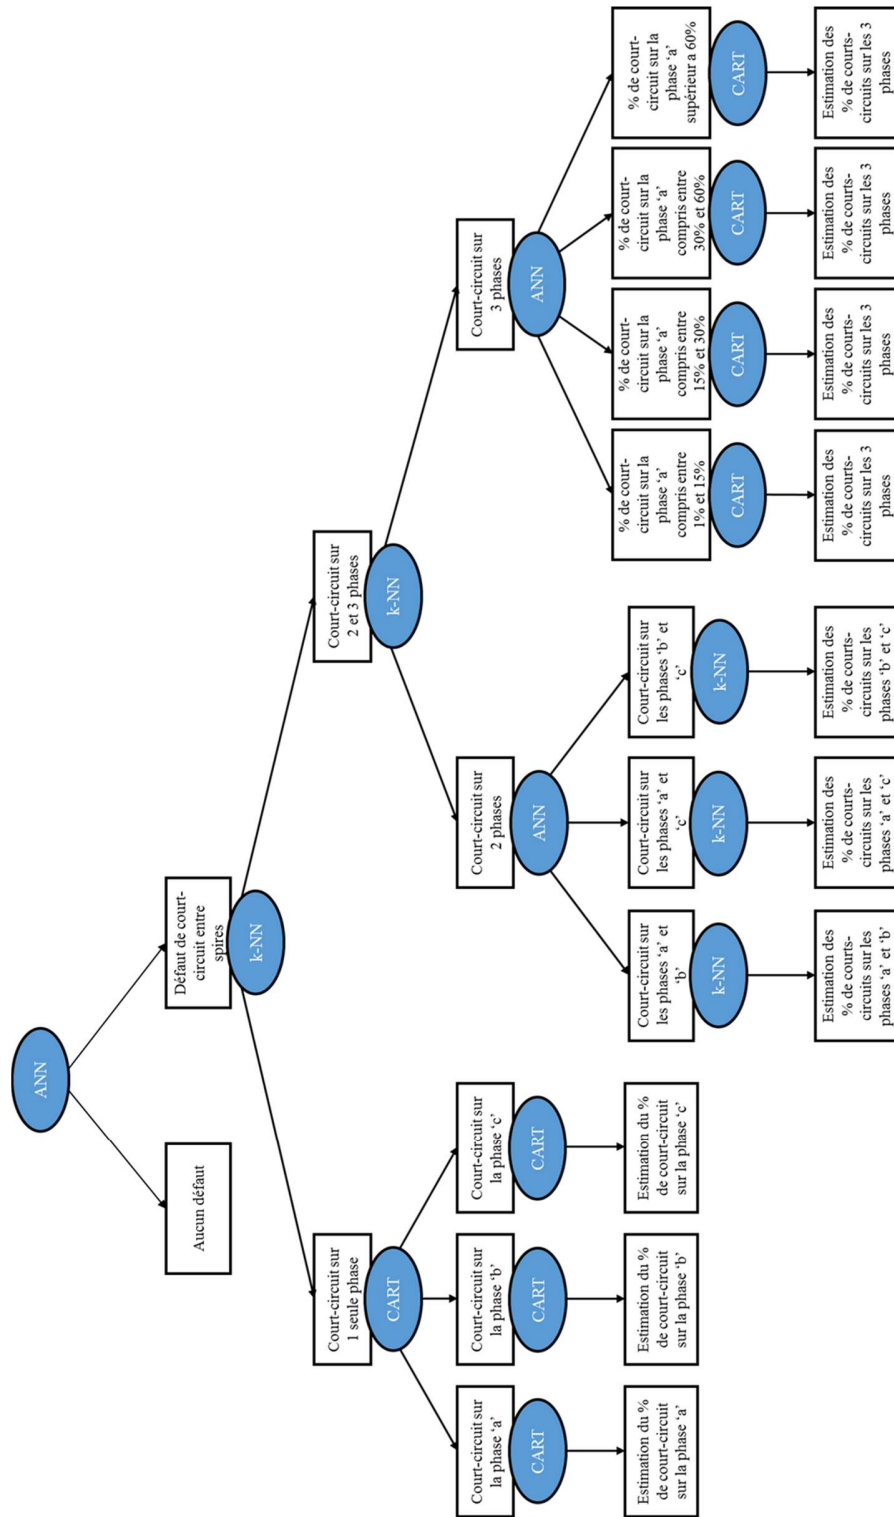 ANN
Aucun défaut
Défaut de court-
circuit entre
spires
k-NN
Court-circuit sur
1 seule phase
CART
Court-circuit sur
2 et 3 phases
k-NN
Court-circuit sur
la phase ‘a’
CART
Court-circuit sur
la phase ‘b’
CART
Court-circuit sur
la phase ‘c’
CART
Court-circuit sur
2 phases
ANN
Court-circuit sur
3 phases
ANN
Estimation du %
de court-circuit
sur la phase ‘a’
Estimation du %
de court-circuit
sur la phase ‘b’
Estimation du %
de court-circuit
sur la phase ‘c’
Court-circuit sur
les phases ‘a’ et
‘b’
k-NN
Court-circuit sur
les phases ‘a’ et
‘c’
k-NN
Court-circuit sur
les phases ‘b’ et
‘c’
k-NN
% de court-
circuit sur la
phase ‘a’
compris entre
1% et 15%
CART
% de court-
circuit sur la
phase ‘a’
compris entre
15% et 30%
CART
% de court-
circuit sur la
phase ‘a’
compris entre
30% et 60%
CART
% de court-
circuit sur la
phase ‘a’
supérieur a 60%
CART
Estimation des
% de courts-
circuits sur les
phases ‘a’ et ‘b’
Estimation des
% de courts-
circuits sur les
phases ‘a’ et ‘c’
Estimation des
% de courts-
circuits sur les
phases ‘b’ et ‘c’
Estimation des
% de courts-
circuits sur les 3
phases
Estimation des
% de courts-
circuits sur les 3
phases
Estimation des
% de courts-
circuits sur les 3
phases
Estimation des
% de courts-
circuits sur les 3
phases